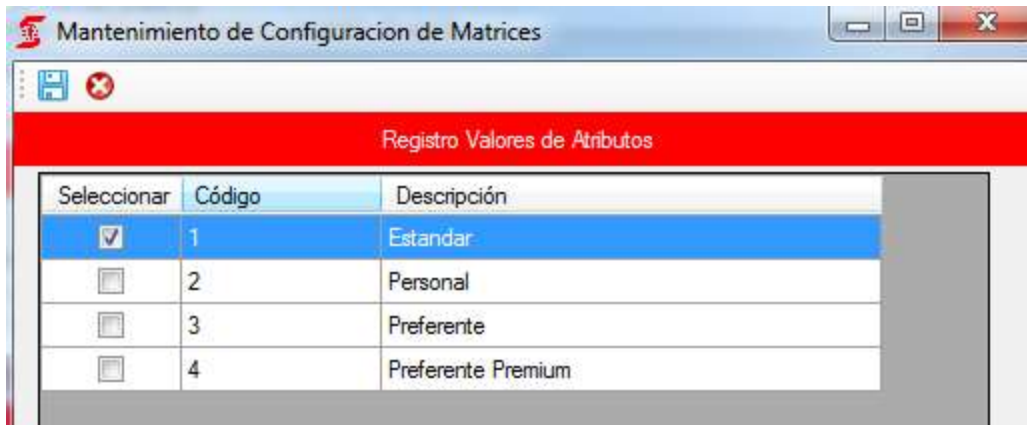 Mantenimiento de Configuracion de Matrices
Registro Valores de Atributos
Seleccionar Código Descripción
1 Estandar
2 Personal
3 Preferente
4 Preferente Premium